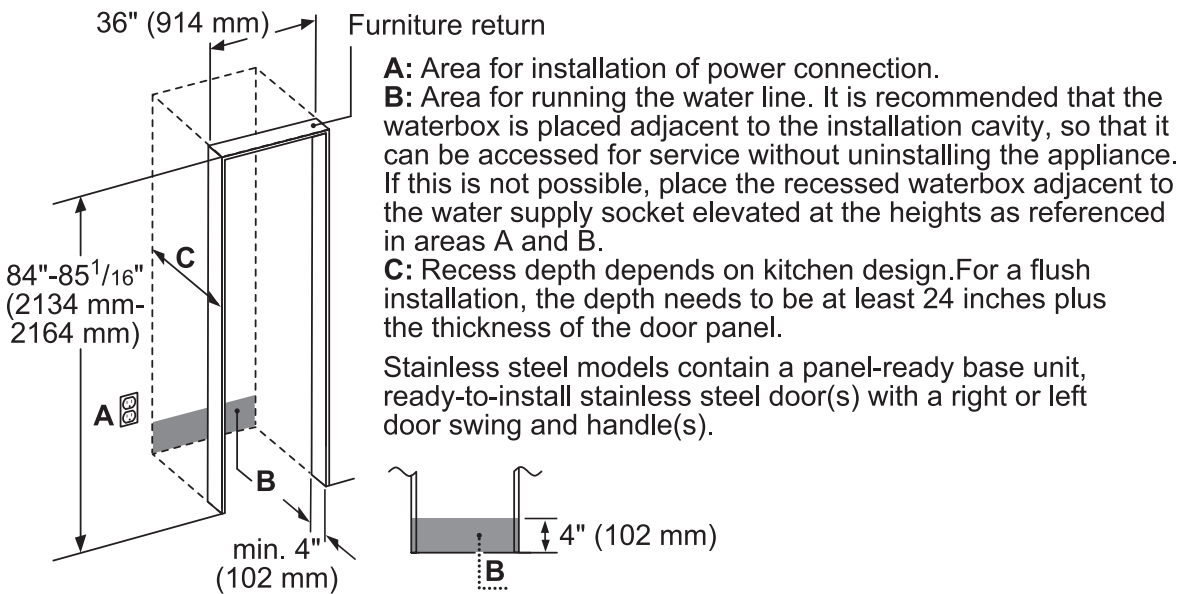 36" (914 mm)
Furniture return
A: Area for installation of power connection.
B: Area for running the water line. It is recommended that the
waterbox is placed adjacent to the installation cavity, so that it
can be accessed for service without uninstalling the appliance.
If this is not possible, place the recessed waterbox adjacent to
the water supply socket elevated at the heights as referenced
in areas A and B.
C: Recess depth depends on kitchen design.For a flush
installation, the depth needs to be at least 24 inches plus
the thickness of the door panel.
Stainless steel models contain a panel-ready base unit,
ready-to-install stainless steel door(s) with a right or left
door swing and handle(s).
C
84"-85 1/16"
(2134 mm-
2164 mm)
A
B
min. 4"
(102 mm)
4" (102 mm)
B